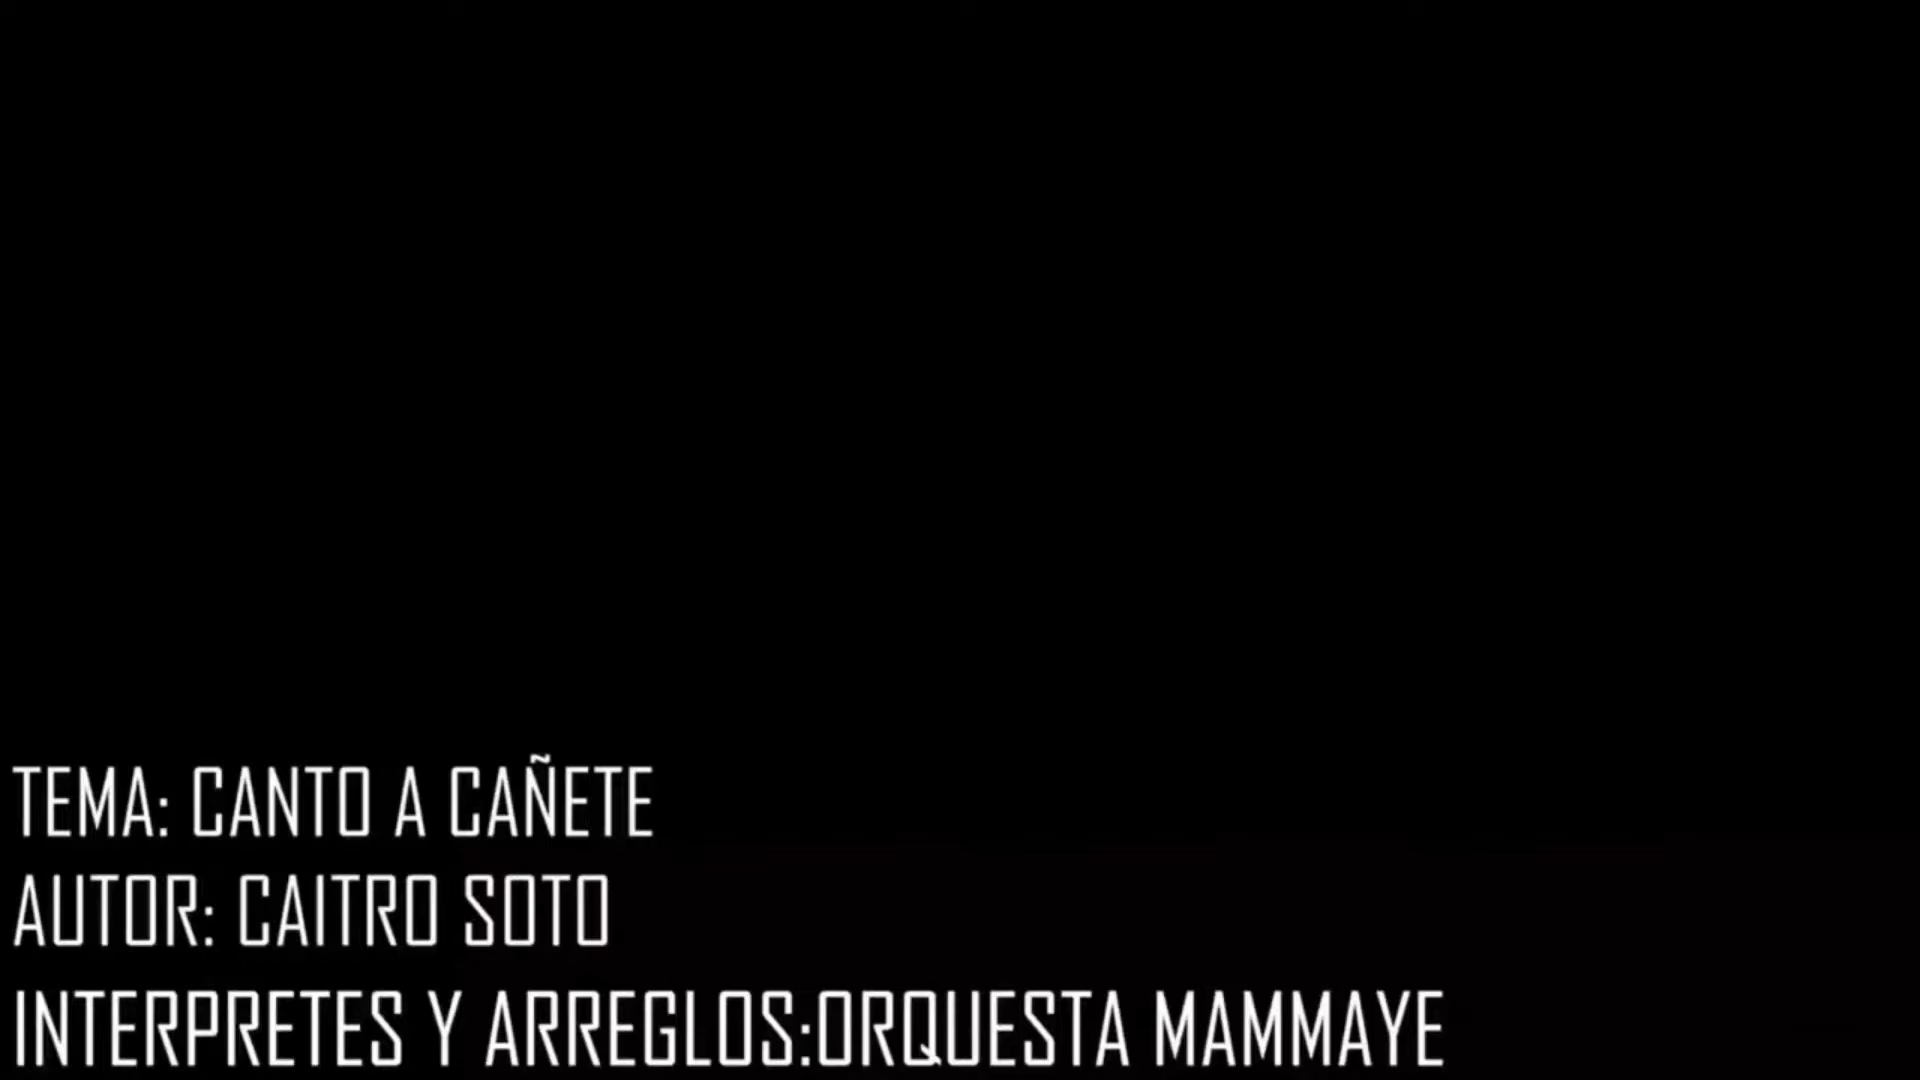 TEMA: CANTO A CAÑETE
AUTOR: CAITRO SOTO
INTERPRETES Y ARREGLOS:ORQUESTA MAMMAYE